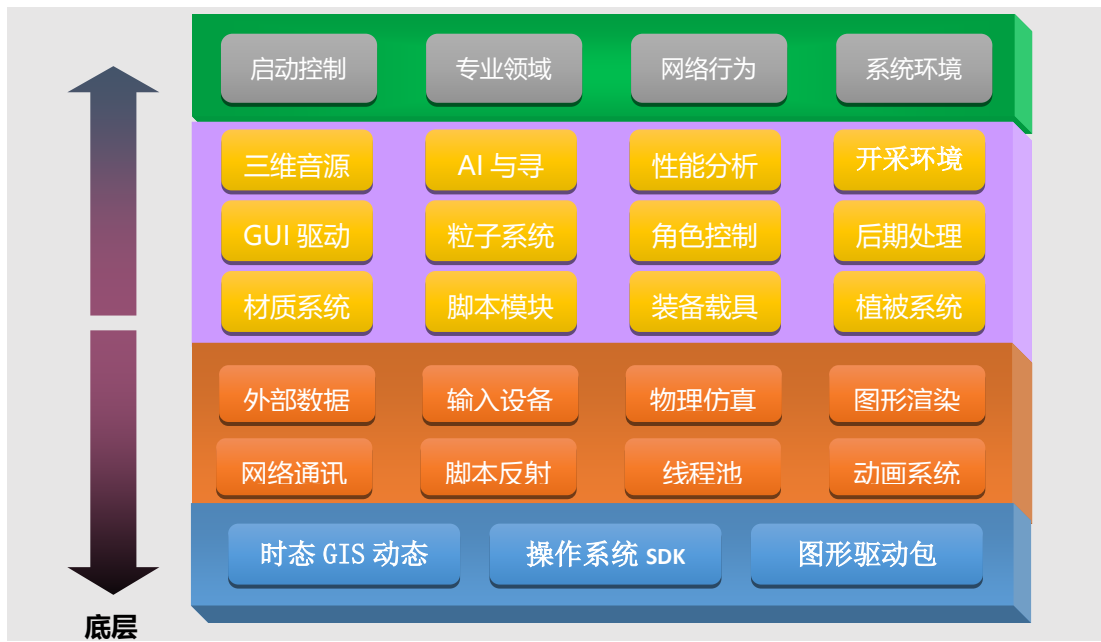 启动控制 专业领域 网络行为 系统环境
三维音源 AI 与寻 性能分析 开采环境
GUI 驱动 粒子系统 角色控制 后期处理
材质系统 脚本模块 装备载具 植被系统
外部数据 输入设备 物理仿真 图形渲染
网络通讯 脚本反射 线程池 动画系统
时态 GIS 动态 操作系统 SDK 图形驱动包
底层